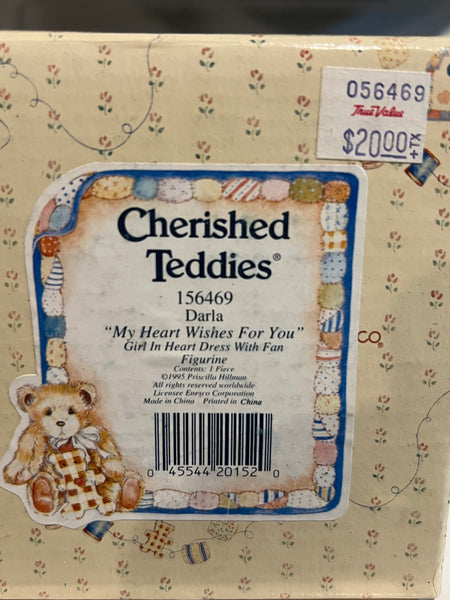 056469
True Value
$20.00 + TX
Cherished
Teddies®
156469
Darla
"My Heart Wishes For You"
Girl In Heart Dress With Fan
Figurine
Contents: 1 Piece
©1995 Priscilla Hillman
All rights reserved worldwide
Licensee Enesco Corporation
Made in China Printed in China
0 45544 20152 0
CO.